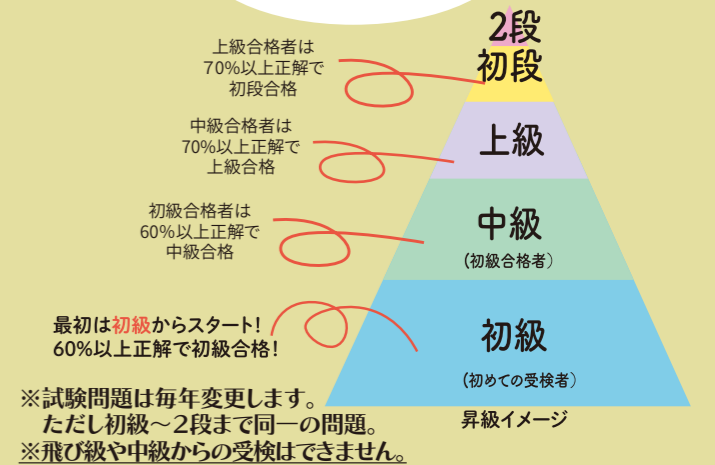 2段
上級合格者は
70%以上正解で
初段合格
初段
中級合格者は
70%以上正解で
上級合格
上級
初級合格者は
60%以上正解で
中級合格
中級
(初級合格者)
最初は初級からスタート!
60%以上正解で初級合格!
初級
(初めての受検者)
※試験問題は毎年変更します。
ただし初級～2段まで同一の問題。
※飛び級や中級からの受検はできません。
昇級イメージ